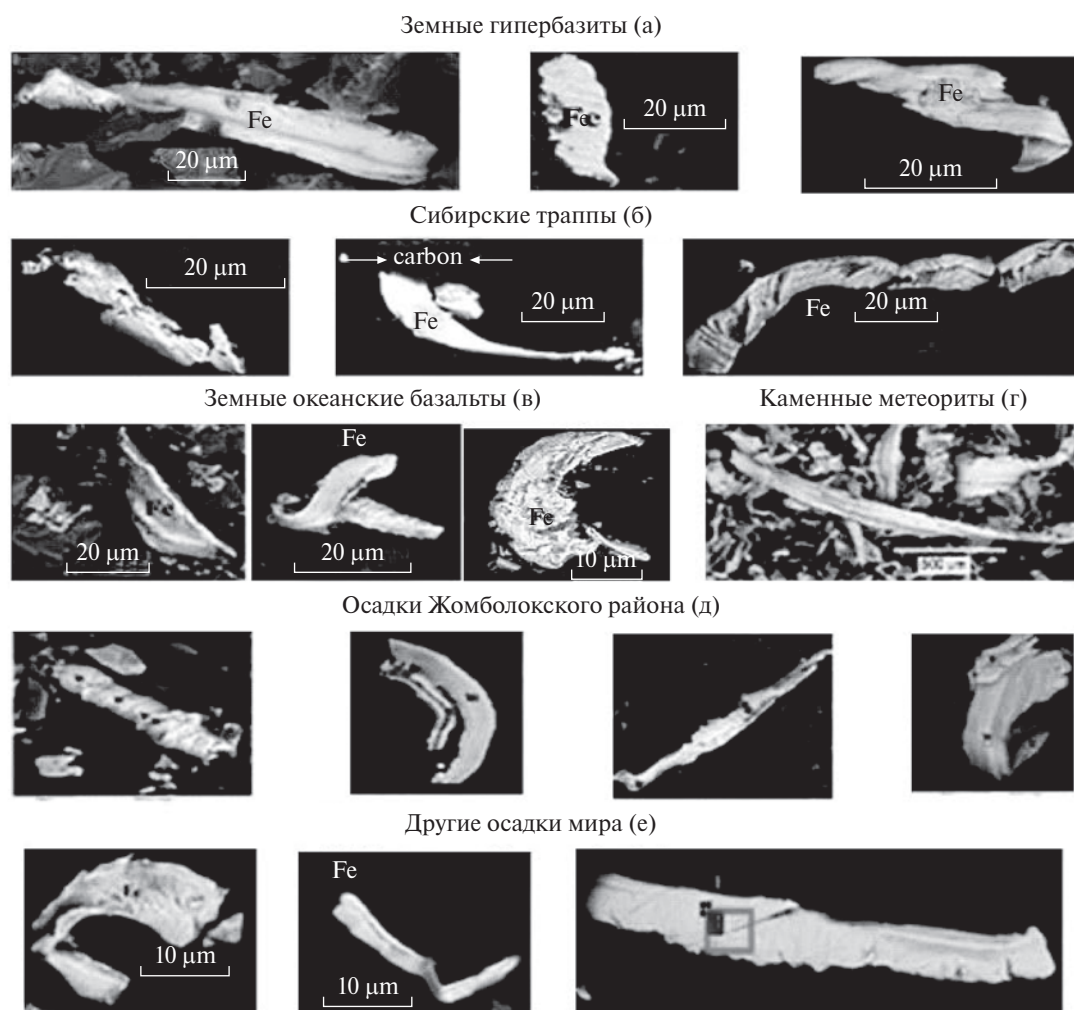 Земные гипербазиты (а)
Fe
20 μm
Fe
20 μm
Fe
20 μm
Сибирские траппы (б)
20 μm
carbon
Fe
20 μm
Fe
20 μm
Земные океанские базальты (в)
Каменные метеориты (г)
Fe
20 μm
Fe
20 μm
Fe
10 μm
500 μm
Осадки Жомболокского района (д)
Другие осадки мира (е)
10 μm
Fe
10 μm